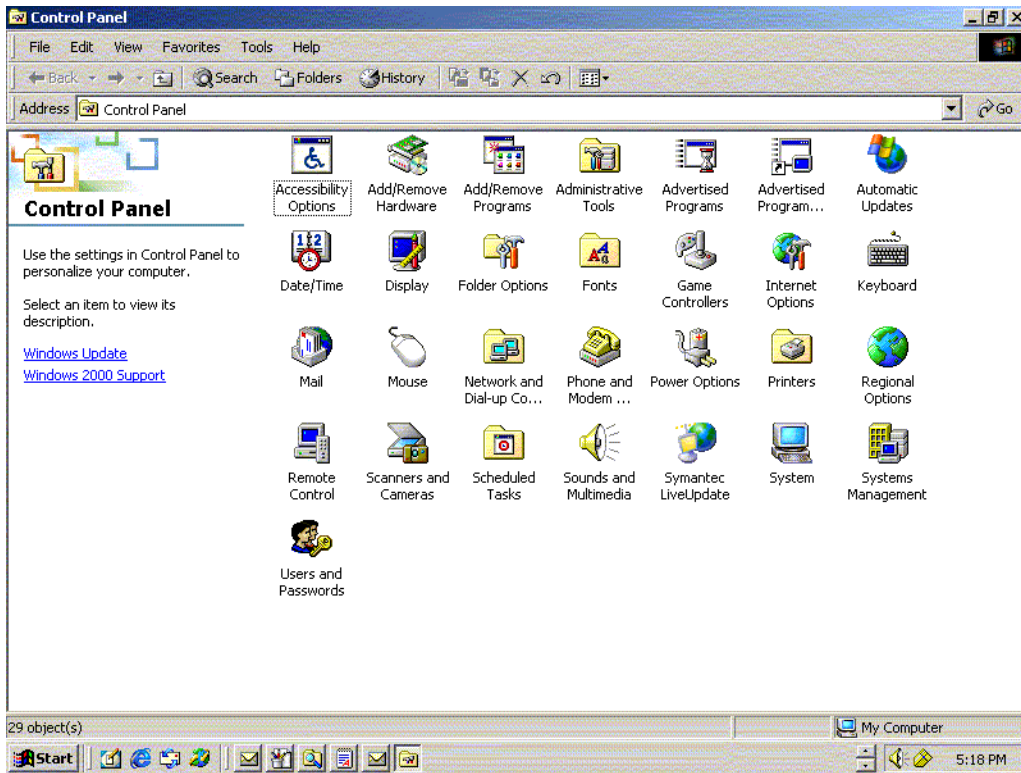 Control Panel
File Edit View Favorites Tools Help
Back Search Folders History
Address Control Panel Go
Control Panel
Use the settings in Control Panel to
personalize your computer.
Select an item to view its
description.
Windows Update
Windows 2000 Support
Accessibility
Options
Add/Remove
Hardware
Add/Remove
Programs
Administrative
Tools
Advertised
Programs
Advertised
Program...
Automatic
Updates
Date/Time
Display
Folder Options
Fonts
Game
Controllers
Internet
Options
Keyboard
Mail
Mouse
Network and
Dial-up Co...
Phone and
Modem ...
Power Options
Printers
Regional
Options
Remote
Control
Scanners and
Cameras
Scheduled
Tasks
Sounds and
Multimedia
Symantec
LiveUpdate
System
Systems
Management
Users and
Passwords
29 object(s) My Computer
Start 5:18 PM